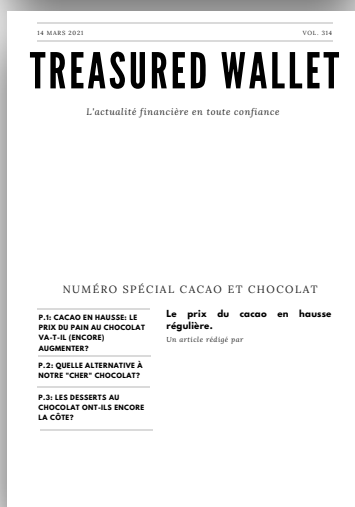 14 MARS 2021
VOL. 314
TREASURED WALLET
L'actualité financière en toute confiance
NUMÉRO SPÉCIAL CACAO ET CHOCOLAT
P.1: CACAO EN HAUSSE: LE
PRIX DU PAIN AU CHOCOLAT
VA-T-IL (ENCORE)
AUGMENTER?
P.2: QUELLE ALTERNATIVE À
NOTRE "CHER" CHOCOLAT?
P.3: LES DESSERTS AU
CHOCOLAT ONT-ILS ENCORE
LA CÔTE?
Le prix du cacao en hausse
régulière.
Un article rédigé par